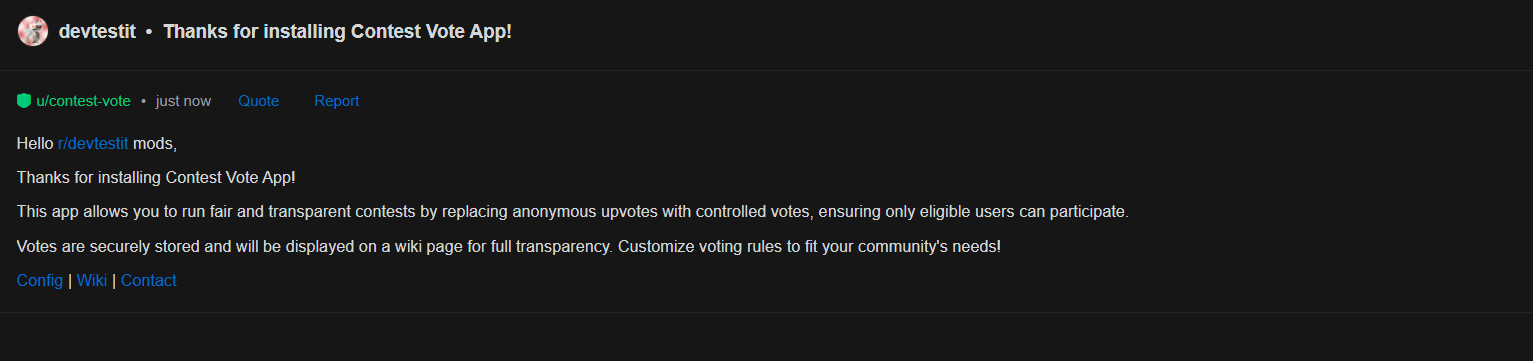 devtestit • Thanks for installing Contest Vote App!
u/contest-vote • just now Quote Report
Hello r/devtestit mods,
Thanks for installing Contest Vote App!
This app allows you to run fair and transparent contests by replacing anonymous upvotes with controlled votes, ensuring only eligible users can participate.
Votes are securely stored and will be displayed on a wiki page for full transparency. Customize voting rules to fit your community's needs!
Config | Wiki | Contact